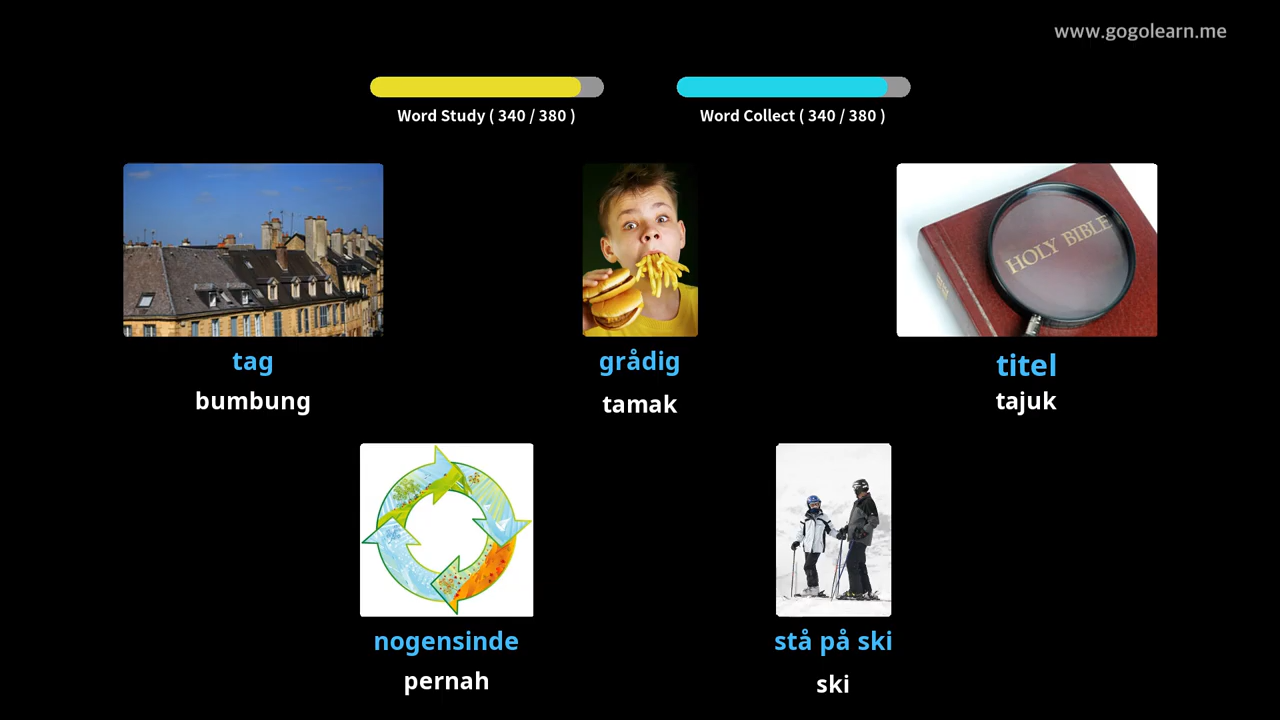 www.gogolearn.me
Word Study ( 340 / 380 )
Word Collect ( 340 / 380 )
HOLY BIBLE
tag
grådig
titel
bumbung
tamak
tajuk
nogensinde
stå på ski
pernah
ski